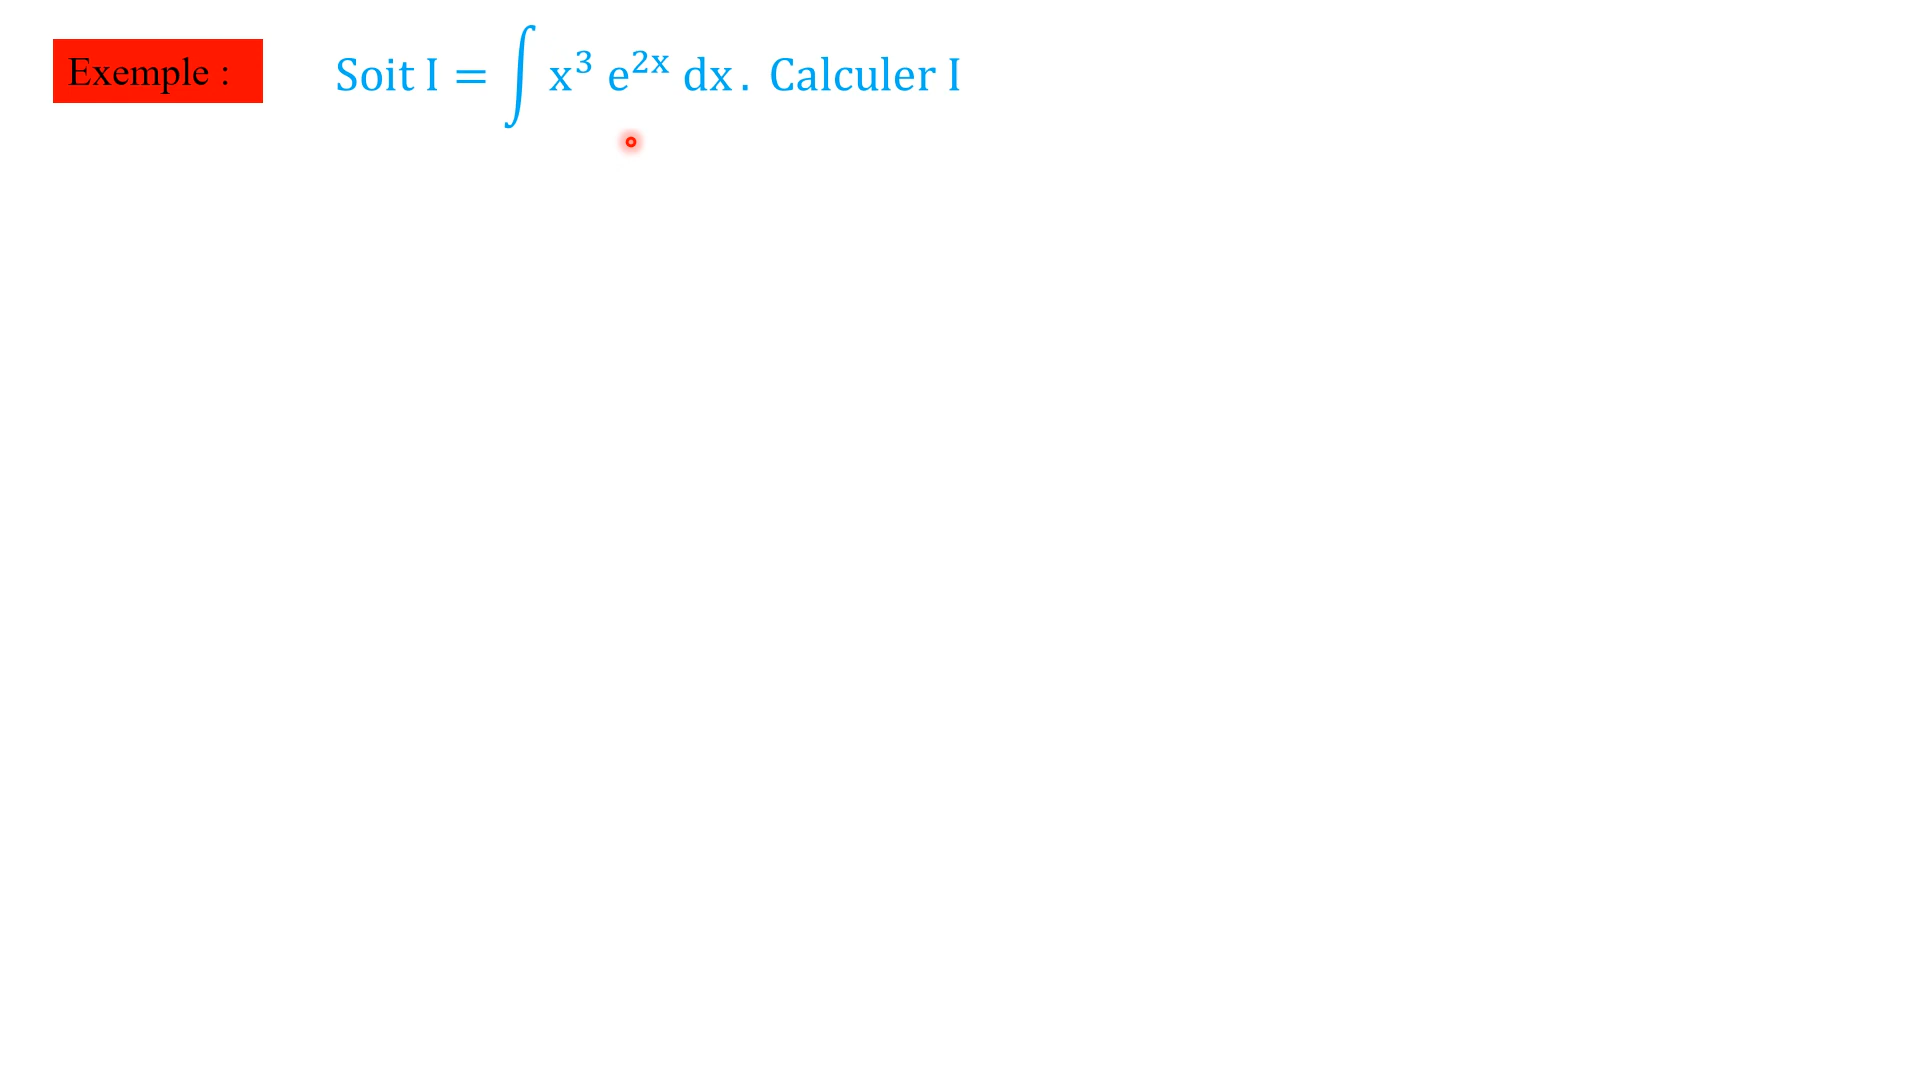 Exemple : Soit I = ∫ x³ e²ˣ dx . Calculer I